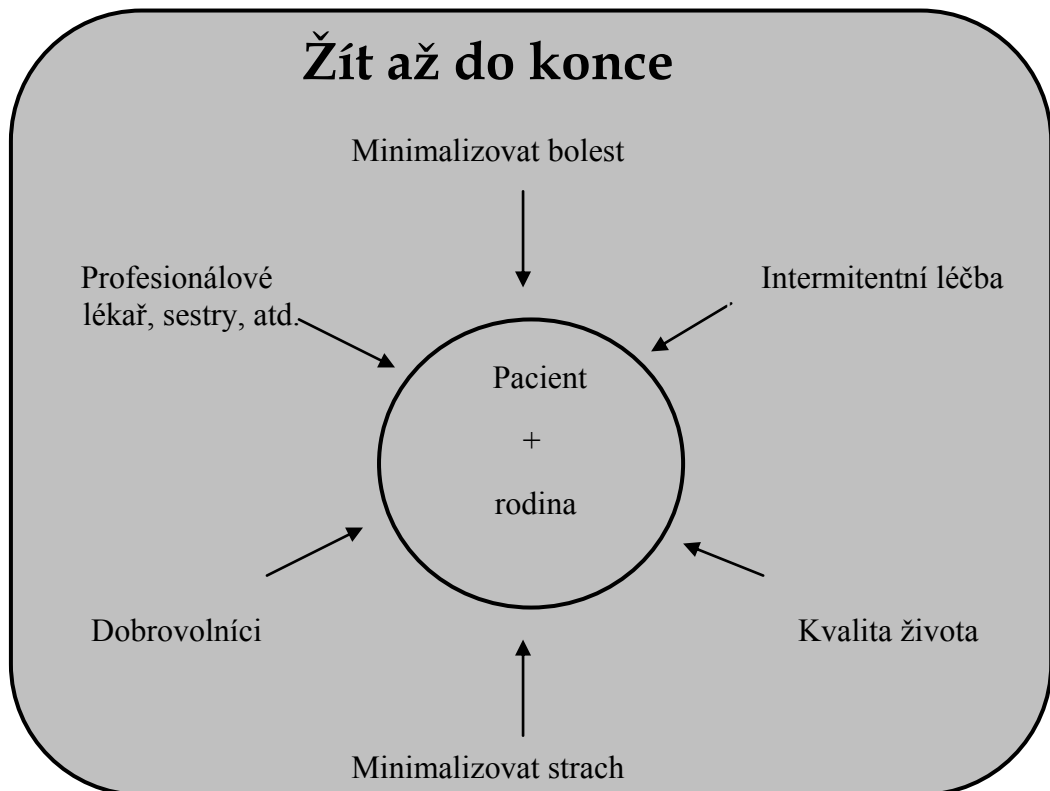 Žít až do konce
Minimalizovat bolest
Profesionálové
lékař, sestry, atd.
Intermitentní léčba
Pacient
+
rodina
Dobrovolníci
Kvalita života
Minimalizovat strach